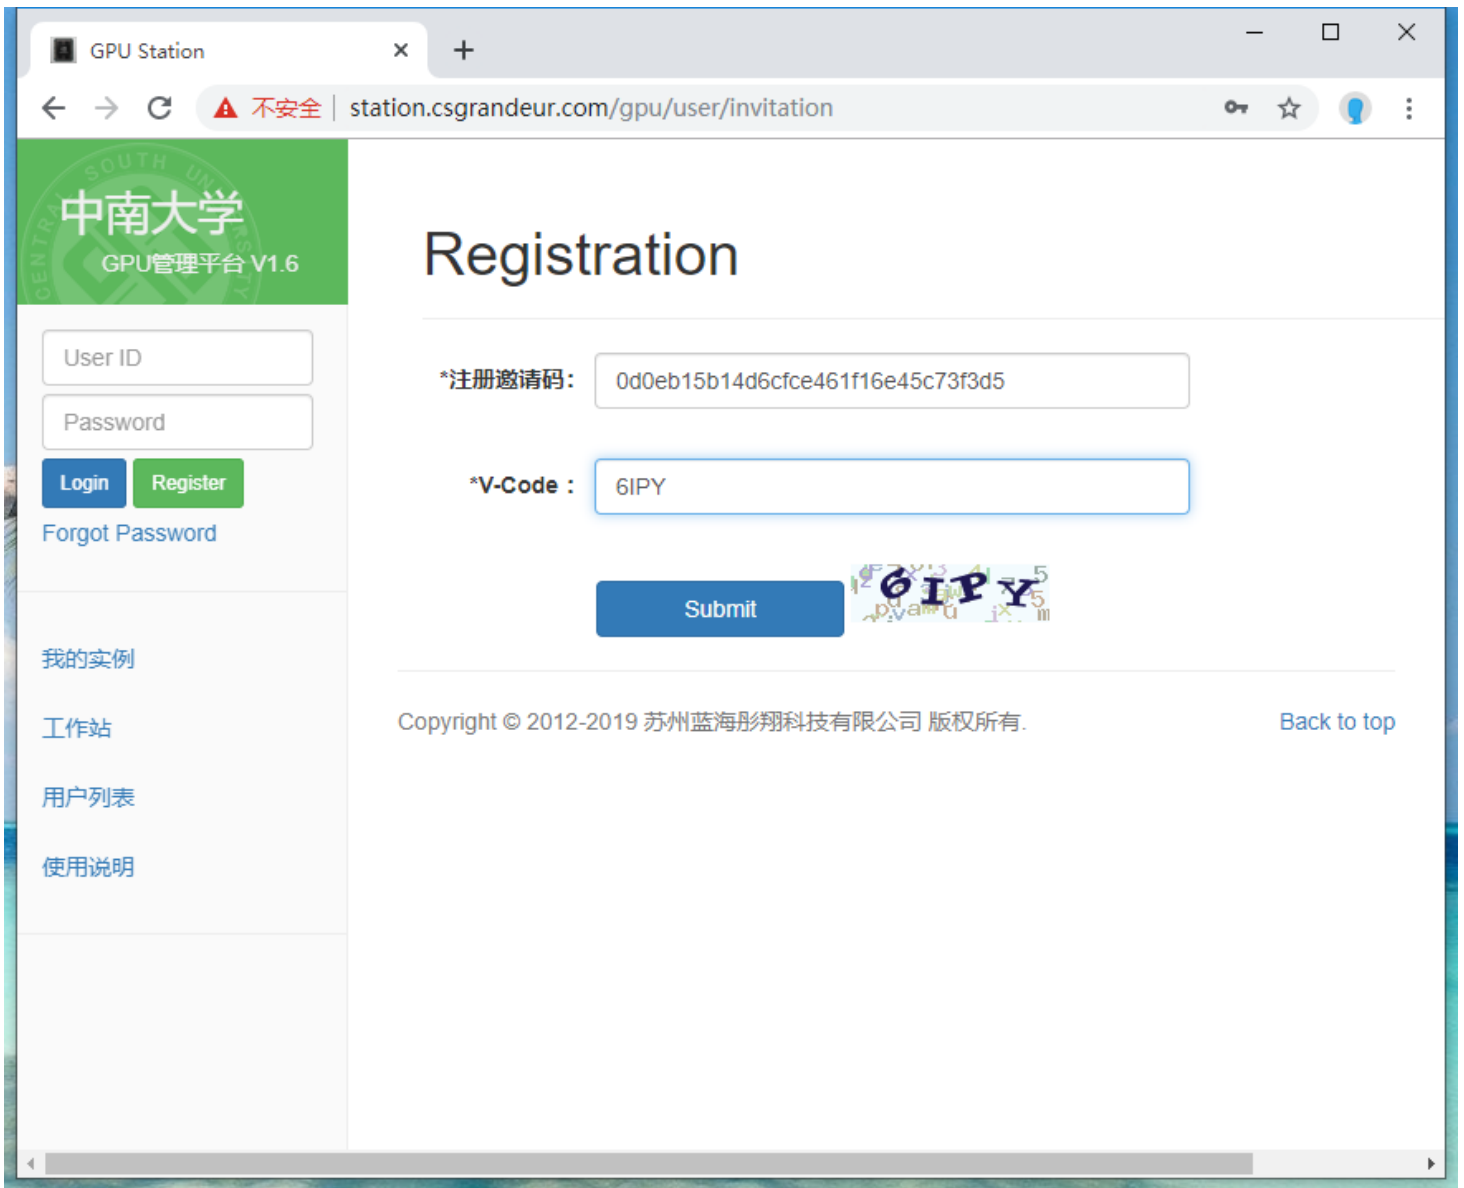 GPU Station
不安全 station.csgrandeur.com/gpu/user/invitation
CENTRAL SOUTH UNIVERSITY
中南大学
GPU管理平台 V1.6
User ID
Password
Login Register
Forgot Password
我的实例
工作站
用户列表
使用说明
Registration
*注册邀请码: 0d0eb15b14d6cfce461f16e45c73f3d5
*V-Code : 6IPY
Submit 6IPY
Copyright © 2012-2019 苏州蓝海彤翔科技有限公司 版权所有. Back to top